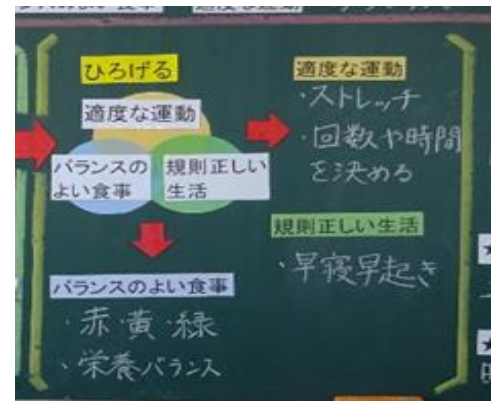 ひろげる
適度な運動
バランスの
よい食事
規則正しい
生活
バランスのよい食事
・赤・黄・緑
・栄養バランス
適度な運動
・ストレッチ
・回数や時間
を決める
規則正しい生活
・早寝早起き